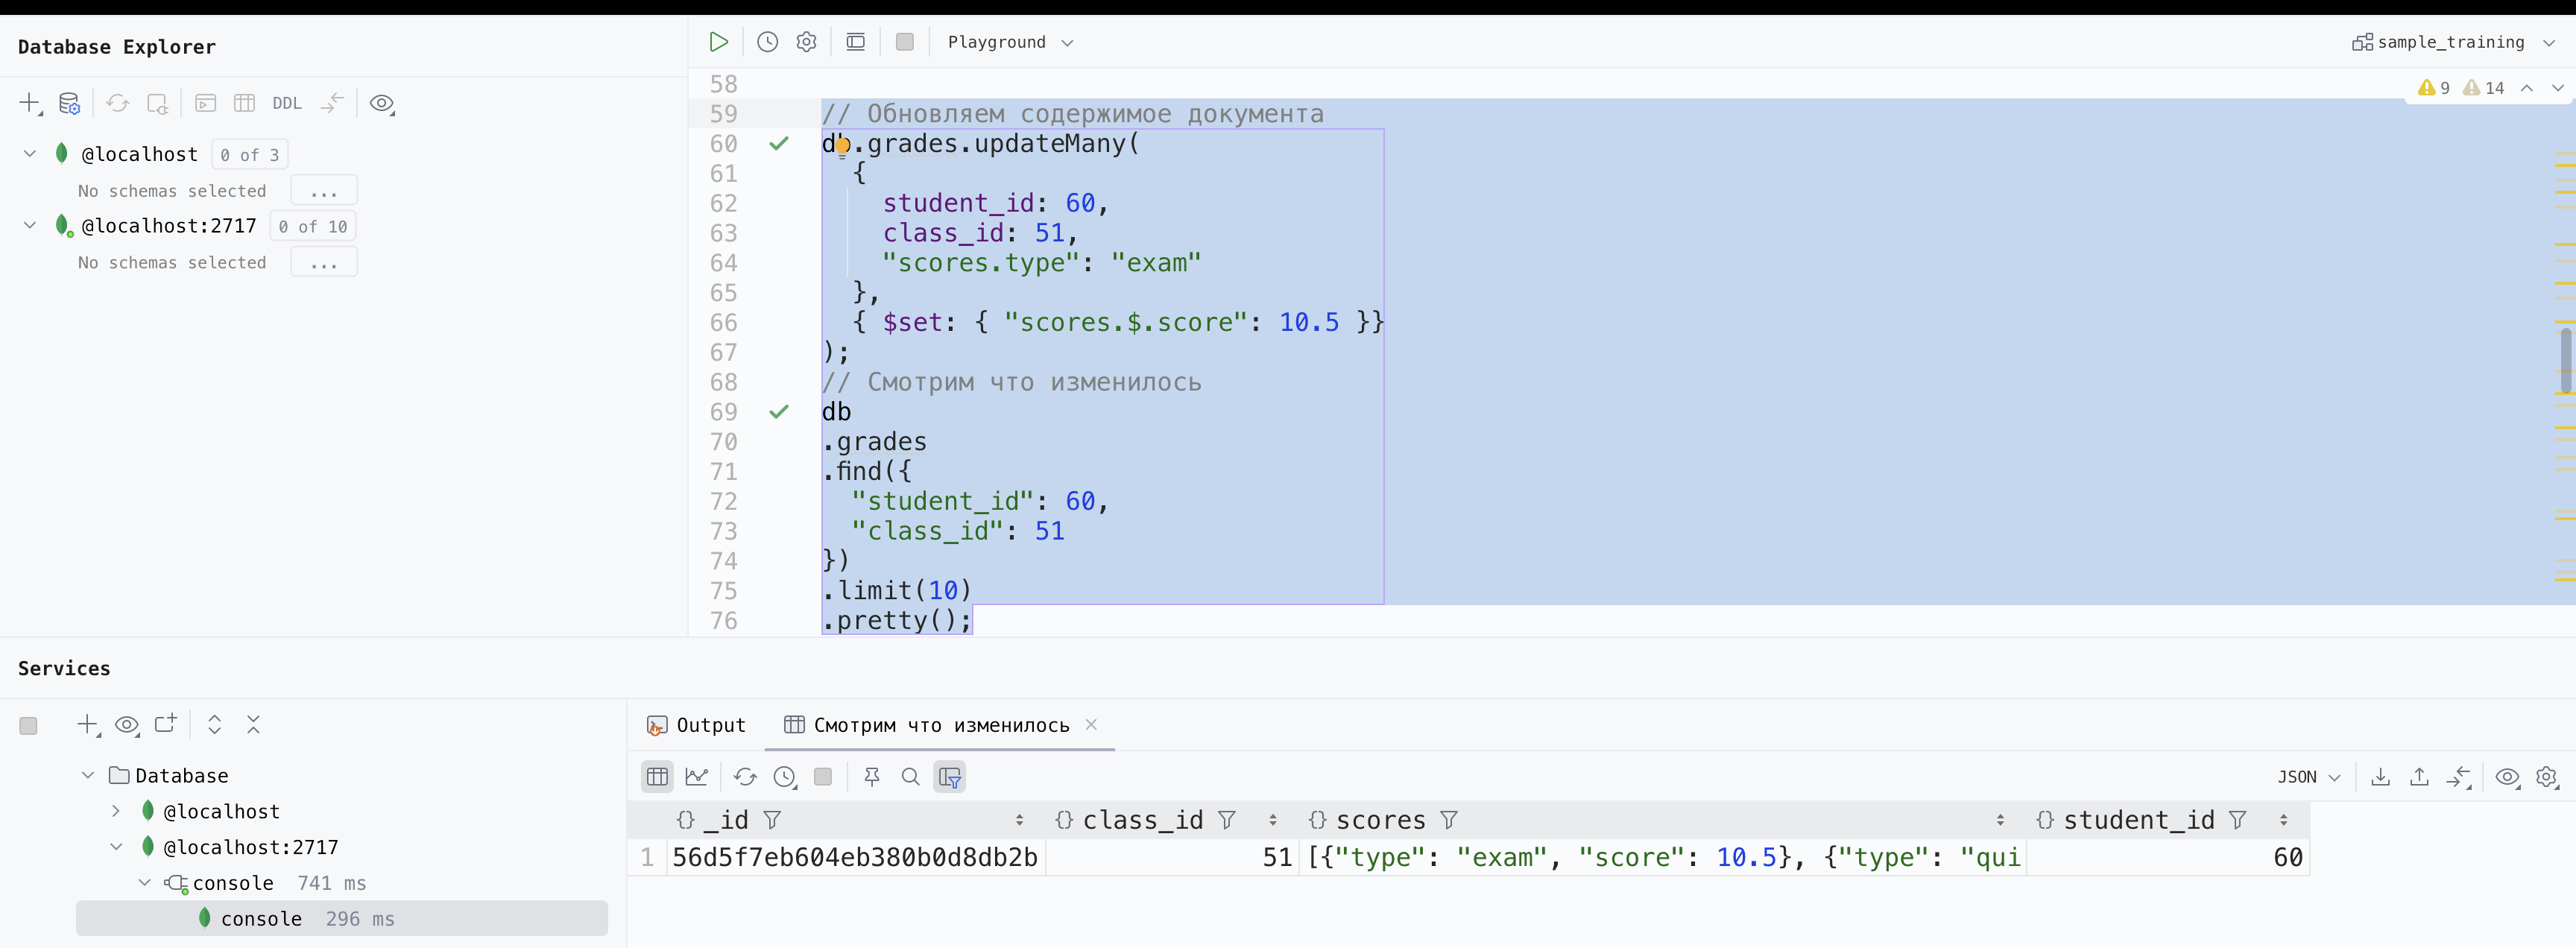 Database Explorer
Playground
sample_training
DDL
@localhost 0 of 3
No schemas selected ...
@localhost:2717 0 of 10
No schemas selected ...
9 14
58
59 // Обновляем содержимое документа
60 db.grades.updateMany(
61 {
62 student_id: 60,
63 class_id: 51,
64 "scores.type": "exam"
65 },
66 { $set: { "scores.$.score": 10.5 }}
67 );
68 // Смотрим что изменилось
69 db
70 .grades
71 .find({
72 "student_id": 60,
73 "class_id": 51
74 })
75 .limit(10)
76 .pretty();
Services
Database
@localhost
@localhost:2717
console 741 ms
console 296 ms
Output Смотрим что изменилось
JSON
{} _id {} class_id {} scores {} student_id
1 56d5f7eb604eb380b0d8db2b 51 [{"type": "exam", "score": 10.5}, {"type": "qui 60